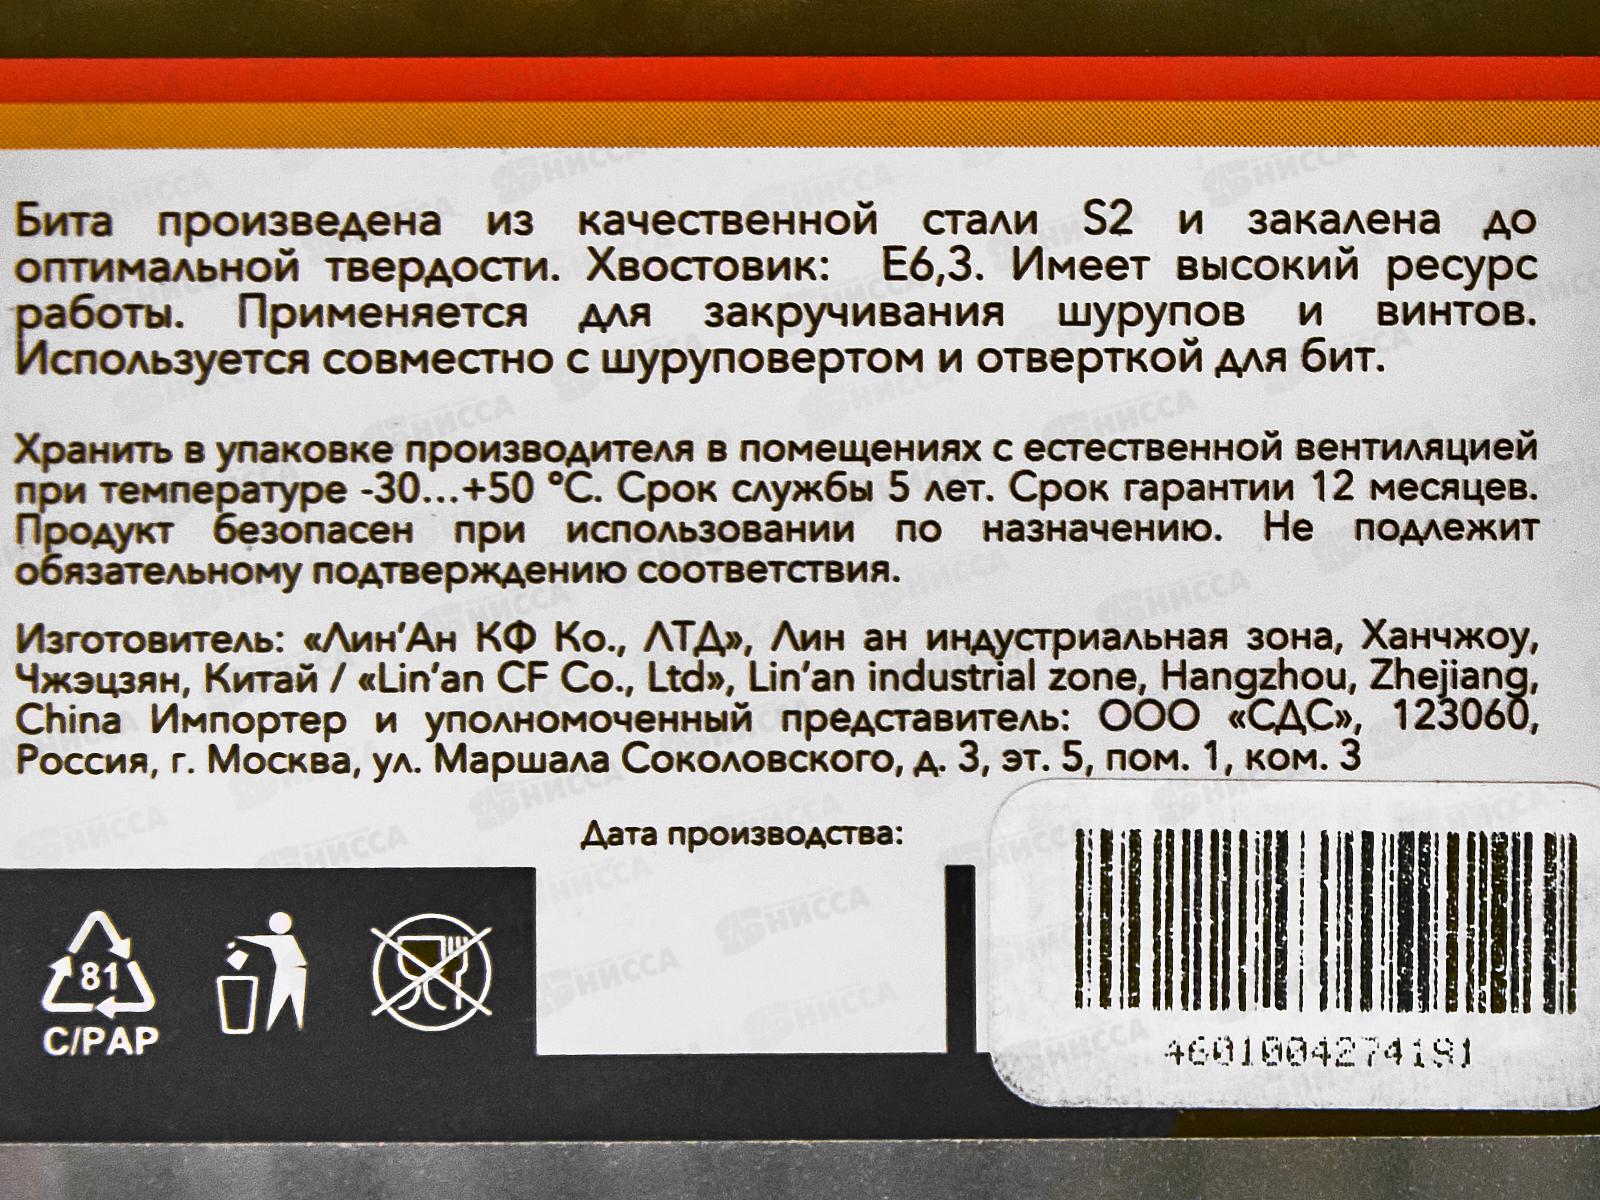 Бита произведена из качественной стали S2 и закалена до
оптимальной твердости. Хвостовик: E6,3. Имеет высокий ресурс
работы. Применяется для закручивания шурупов и винтов.
Используется совместно с шуруповертом и отверткой для бит.
Хранить в упаковке производителя в помещениях с естественной вентиляцией
при температуре -30...+50 °C. Срок службы 5 лет. Срок гарантии 12 месяцев.
Продукт безопасен при использовании по назначению. Не подлежит
обязательному подтверждению соответствия.
Изготовитель: «Лин'Ан КФ Ко., ЛТД», Лин ан индустриальная зона, Ханчжоу,
Чжэцзян, Китай / «Lin'an CF Co., Ltd», Lin'an industrial zone, Hangzhou, Zhejiang,
China Импортер и уполномоченный представитель: ООО «СДС», 123060,
Россия, г. Москва, ул. Маршала Соколовского, д. 3, эт. 5, пом. 1, ком. 3
Дата производства:
81
C/PAP
4601004274191
НИССА